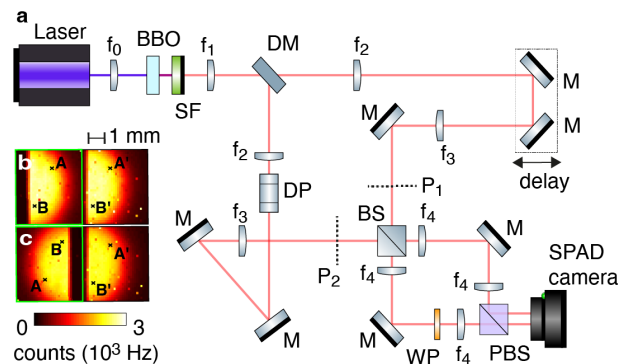 a
Laser
f0
BBO
SF
f1
DM
f2
M
M
delay
M
f3
P1
1 mm
b
A
B
A'
B'
c
B
A
A'
B'
0
3
counts (10³ Hz)
f2
DP
f3
M
M
P2
BS
f4
f4
M
f4
SPAD
camera
M
WP
f4
PBS